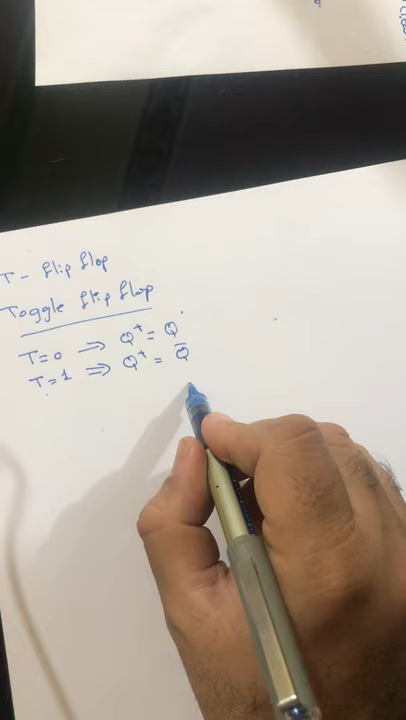 T- flip flop
Toggle flip flop
T=0 → Q⁺ = Q
T=1 ⇒ Q⁺ = Q̅